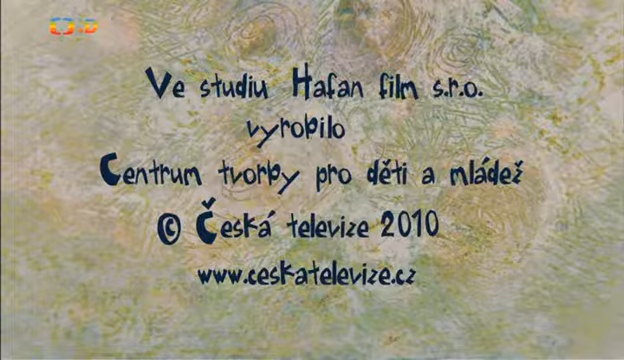 :D
Ve studiu Hafan film s.r.o.
vyrobilo
Centrum tvorby pro děti a mládež
© Česká televize 2010
www.ceskatelevize.cz